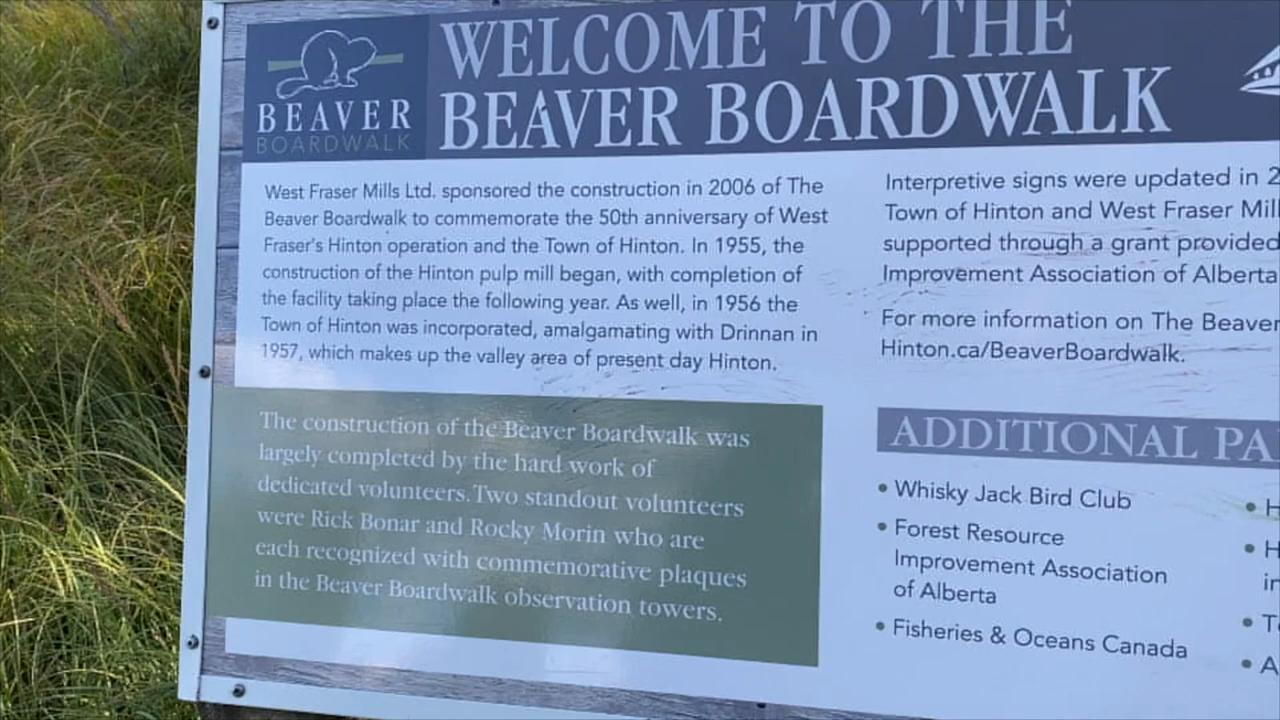 BEAVER
BOARDWALK
WELCOME TO THE
BEAVER BOARDWALK
West Fraser Mills Ltd. sponsored the construction in 2006 of The
Beaver Boardwalk to commemorate the 50th anniversary of West
Fraser's Hinton operation and the Town of Hinton. In 1955, the
construction of the Hinton pulp mill began, with completion of
the facility taking place the following year. As well, in 1956 the
Town of Hinton was incorporated, amalgamating with Drinnan in
1957, which makes up the valley area of present day Hinton.
The construction of the Beaver Boardwalk was
largely completed by the hard work of
dedicated volunteers. Two standout volunteers
were Rick Bonar and Rocky Morin who are
each recognized with commemorative plaques
in the Beaver Boardwalk observation towers.
Interpretive signs were updated in
Town of Hinton and West Fraser
supported through a grant provided
Improvement Association of Alberta
For more information on The Beaver
Hinton.ca/BeaverBoardwalk.
ADDITIONAL
• Whisky Jack Bird Club
• Forest Resource
Improvement Association
of Alberta
• Fisheries & Oceans Canada